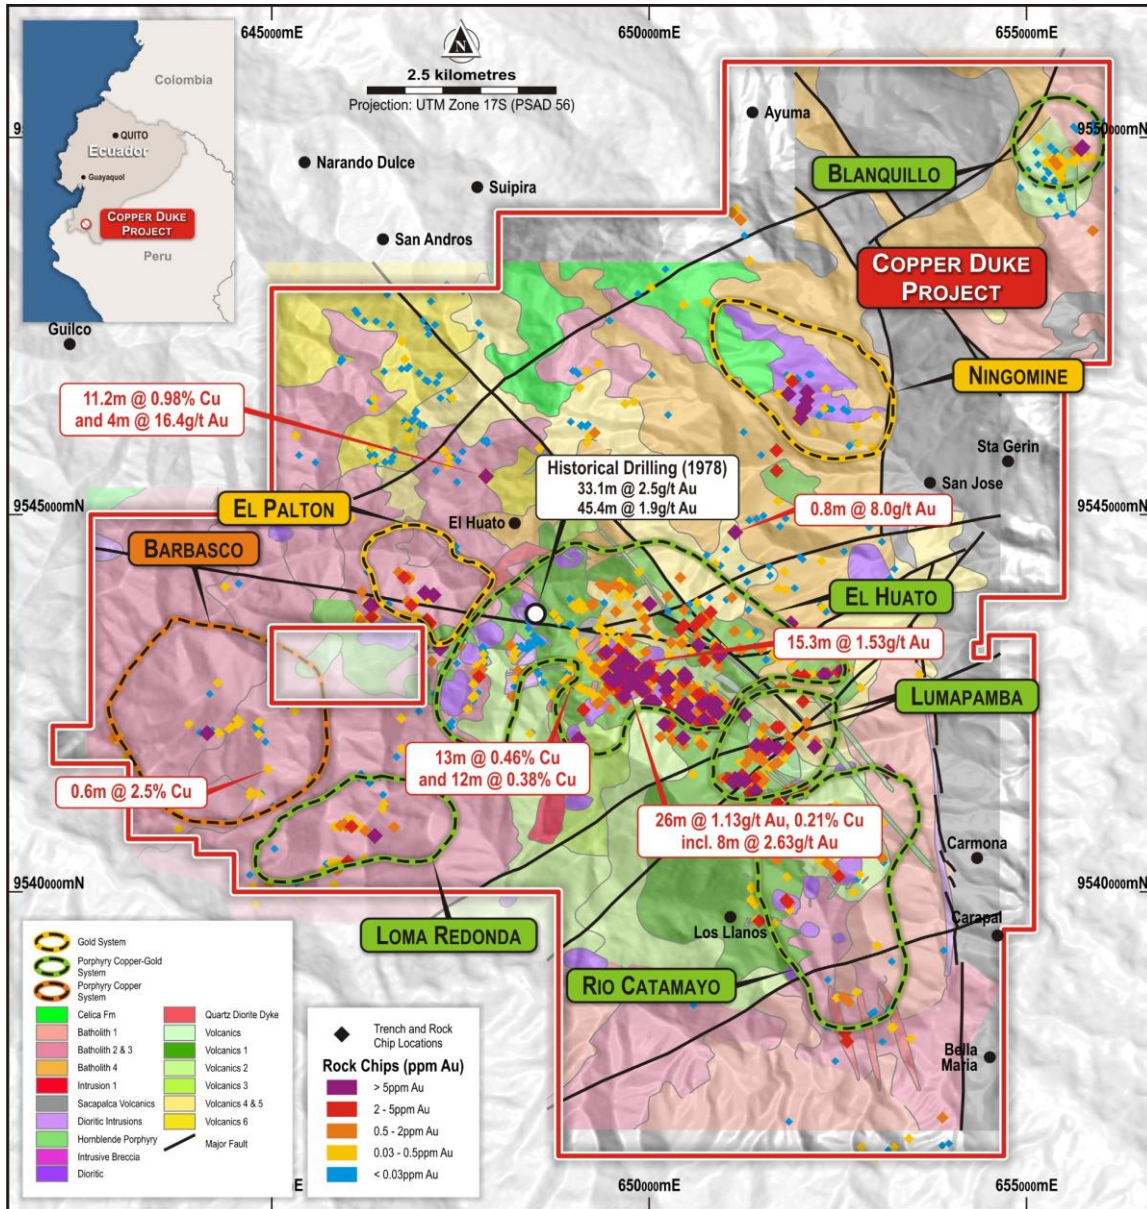 645000mE
650000mE
655000mE
Colombia
QUITO
Ecuador
Guayaquol
COPPER DUKE
PROJECT
Peru
N
2.5 kilometres
Projection: UTM Zone 17S (PSAD 56)
9550000mN
Ayuma
Narando Dulce
Suipira
San Andros
BLANQUILLO
COPPER DUKE
PROJECT
Guilco
NINGOMINE
11.2m @ 0.98% Cu
and 4m @ 16.4g/t Au
Historical Drilling (1978)
33.1m @ 2.5g/t Au
45.4m @ 1.9g/t Au
Sta Gerin
San Jose
9545000mN
9545000mN
EL PALTON
El Huato
0.8m @ 8.0g/t Au
BARBASCO
EL HUATO
15.3m @ 1.53g/t Au
LUMAPAMBA
13m @ 0.46% Cu
and 12m @ 0.38% Cu
0.6m @ 2.5% Cu
26m @ 1.13g/t Au, 0.21% Cu
incl. 8m @ 2.63g/t Au
Carmona
9540000mN
9540000mN
LOMA REDONDA
Los Llanos
Carapal
RIO CATAMAYO
Bella
Maria
Gold System
Porphyry Copper-Gold
System
Porphyry Copper
System
Celica Fm
Batholith 1
Batholith 2 & 3
Batholith 4
Intrusion 1
Sacapalca Volcanics
Dioritic Intrusions
Hornblende Porphyry
Intrusive Breccia
Dioritic
Quartz Diorite Dyke
Volcanics
Volcanics 1
Volcanics 2
Volcanics 3
Volcanics 4 & 5
Volcanics 6
Major Fault
Trench and Rock
Chip Locations
Rock Chips (ppm Au)
> 5ppm Au
2 - 5ppm Au
0.5 - 2ppm Au
0.03 - 0.5ppm Au
< 0.03ppm Au
650000mE
655000mE